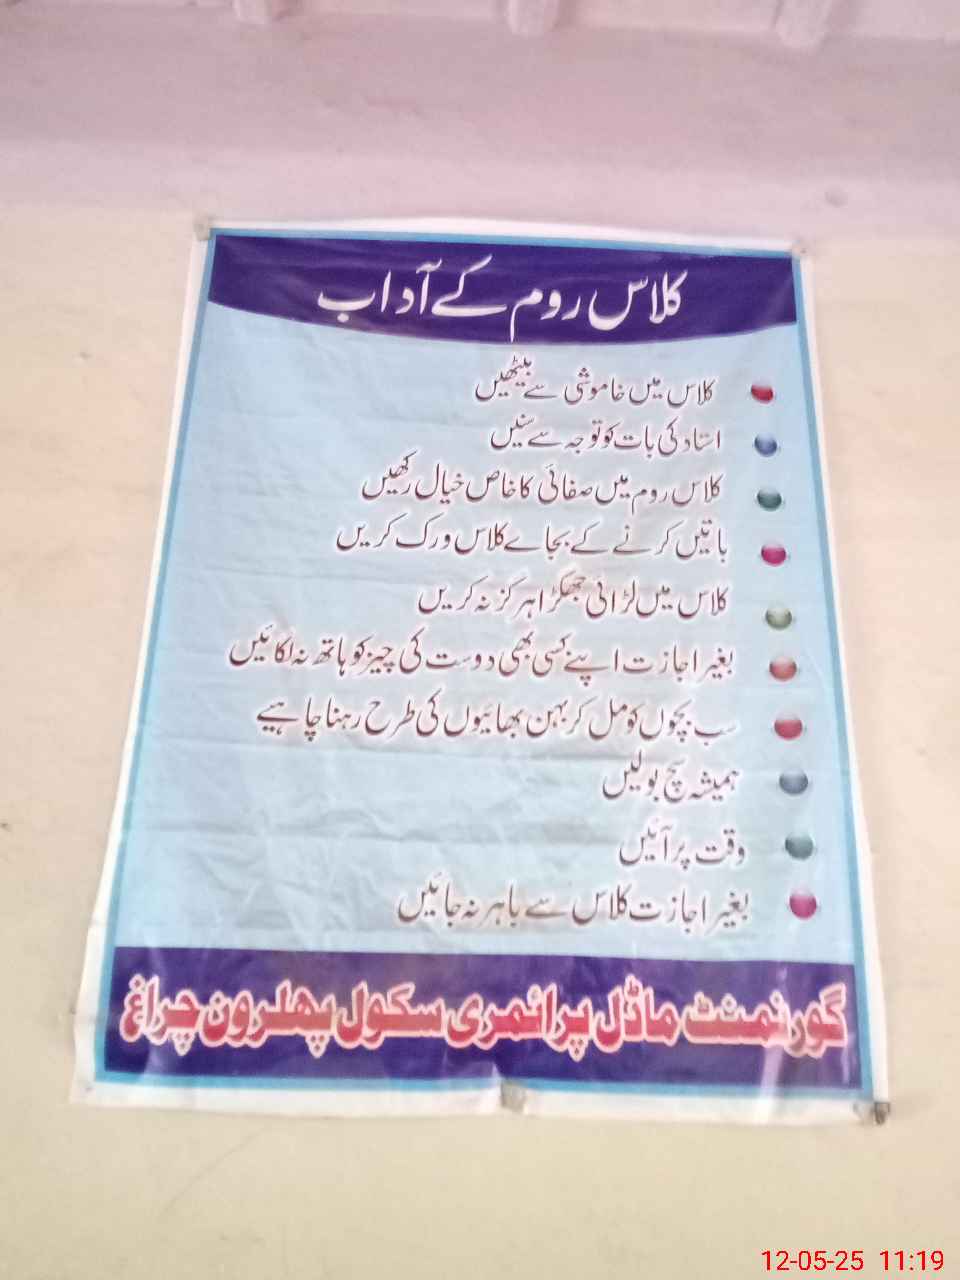 کلاس روم کے آداب
کلاس میں خاموشی سے بیٹھیں
استاد کی بات کو توجہ سے سنیں
کلاس روم میں صفائی کا خاص خیال رکھیں
باتیں کرنے کے بجاے کلاس ورک کریں
کلاس میں لڑائی جھگڑا ہرگز نہ کریں
بغیر اجازت اپنے کسی بھی دوست کی چیز کو ہاتھ نہ لگائیں
سب بچوں کو مل کر بہن بھائیوں کی طرح رہنا چاہیے
ہمیشہ سچ بولیں
وقت پر آئیں
بغیر اجازت کلاس سے باہر نہ جائیں
گورنمنٹ ماڈل پرائمری سکول پھلرون چراغ
12-05-25 11:19